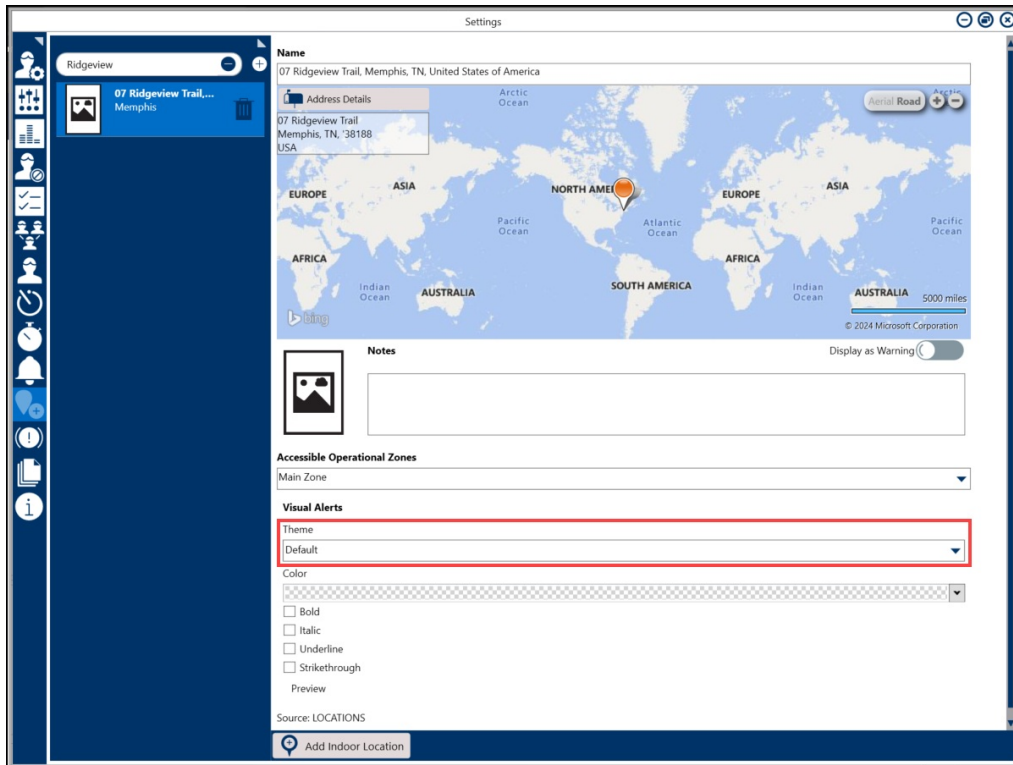 Settings
Ridgeview
07 Ridgeview Trail,...
Memphis
Name
07 Ridgeview Trail, Memphis, TN, United States of America
Address Details
07 Ridgeview Trail
Memphis, TN, '38188
USA
Arctic
Ocean
Arctic
Aerial Road
EUROPE
ASIA
NORTH AMEI
EUROPE
ASIA
Pacific
Ocean
Atlantic
Ocean
Pacific
Ocean
AFRICA
AFRICA
Indian
Ocean
AUSTRALIA
SOUTH AMERICA
Indian
Ocean
AUSTRALIA
5000 miles
bing
© 2024 Microsoft Corporation
Notes
Display as Warning
Accessible Operational Zones
Main Zone
Visual Alerts
Theme
Default
Color
Bold
Italic
Underline
Strikethrough
Preview
Source: LOCATIONS
Add Indoor Location